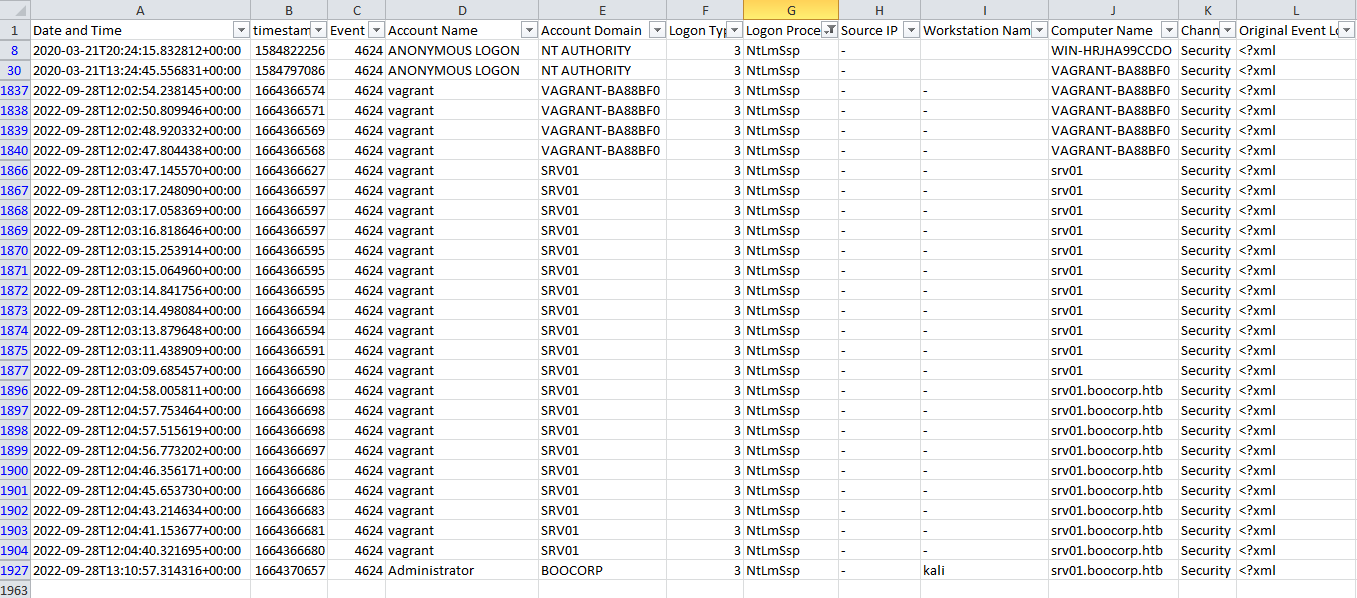 A B C D E F G H I J K L
1 Date and Time timestam Event Account Name Account Domain Logon Typ Logon Proce Source IP Workstation Nam Computer Name Chann Original Event Lo
8 2020-03-21T20:24:15.832812+00:00 1584822256 4624 ANONYMOUS LOGON NT AUTHORITY 3 NtLmSsp - WIN-HRJHA99CCDO Security <?xml
30 2020-03-21T13:24:45.556831+00:00 1584797086 4624 ANONYMOUS LOGON NT AUTHORITY 3 NtLmSsp - VAGRANT-BA88BF0 Security <?xml
1837 2022-09-28T12:02:54.238145+00:00 1664366574 4624 vagrant VAGRANT-BA88BF0 3 NtLmSsp - - VAGRANT-BA88BF0 Security <?xml
1838 2022-09-28T12:02:50.809946+00:00 1664366571 4624 vagrant VAGRANT-BA88BF0 3 NtLmSsp - - VAGRANT-BA88BF0 Security <?xml
1839 2022-09-28T12:02:48.920332+00:00 1664366569 4624 vagrant VAGRANT-BA88BF0 3 NtLmSsp - - VAGRANT-BA88BF0 Security <?xml
1840 2022-09-28T12:02:47.804438+00:00 1664366568 4624 vagrant VAGRANT-BA88BF0 3 NtLmSsp - - VAGRANT-BA88BF0 Security <?xml
1866 2022-09-28T12:03:47.145570+00:00 1664366627 4624 vagrant SRV01 3 NtLmSsp - - srv01 Security <?xml
1867 2022-09-28T12:03:17.248090+00:00 1664366597 4624 vagrant SRV01 3 NtLmSsp - - srv01 Security <?xml
1868 2022-09-28T12:03:17.058369+00:00 1664366597 4624 vagrant SRV01 3 NtLmSsp - - srv01 Security <?xml
1869 2022-09-28T12:03:16.818646+00:00 1664366597 4624 vagrant SRV01 3 NtLmSsp - - srv01 Security <?xml
1870 2022-09-28T12:03:15.253914+00:00 1664366595 4624 vagrant SRV01 3 NtLmSsp - - srv01 Security <?xml
1871 2022-09-28T12:03:15.064960+00:00 1664366595 4624 vagrant SRV01 3 NtLmSsp - - srv01 Security <?xml
1872 2022-09-28T12:03:14.841756+00:00 1664366595 4624 vagrant SRV01 3 NtLmSsp - - srv01 Security <?xml
1873 2022-09-28T12:03:14.498084+00:00 1664366594 4624 vagrant SRV01 3 NtLmSsp - - srv01 Security <?xml
1874 2022-09-28T12:03:13.879648+00:00 1664366594 4624 vagrant SRV01 3 NtLmSsp - - srv01 Security <?xml
1875 2022-09-28T12:03:11.438909+00:00 1664366591 4624 vagrant SRV01 3 NtLmSsp - - srv01 Security <?xml
1877 2022-09-28T12:03:09.685457+00:00 1664366590 4624 vagrant SRV01 3 NtLmSsp - - srv01 Security <?xml
1896 2022-09-28T12:04:58.005811+00:00 1664366698 4624 vagrant SRV01 3 NtLmSsp - - srv01.boocorp.htb Security <?xml
1897 2022-09-28T12:04:57.753464+00:00 1664366698 4624 vagrant SRV01 3 NtLmSsp - - srv01.boocorp.htb Security <?xml
1898 2022-09-28T12:04:57.515619+00:00 1664366698 4624 vagrant SRV01 3 NtLmSsp - - srv01.boocorp.htb Security <?xml
1899 2022-09-28T12:04:56.773202+00:00 1664366697 4624 vagrant SRV01 3 NtLmSsp - - srv01.boocorp.htb Security <?xml
1900 2022-09-28T12:04:46.356171+00:00 1664366686 4624 vagrant SRV01 3 NtLmSsp - - srv01.boocorp.htb Security <?xml
1901 2022-09-28T12:04:45.653730+00:00 1664366686 4624 vagrant SRV01 3 NtLmSsp - - srv01.boocorp.htb Security <?xml
1902 2022-09-28T12:04:43.214634+00:00 1664366683 4624 vagrant SRV01 3 NtLmSsp - - srv01.boocorp.htb Security <?xml
1903 2022-09-28T12:04:41.153677+00:00 1664366681 4624 vagrant SRV01 3 NtLmSsp - - srv01.boocorp.htb Security <?xml
1904 2022-09-28T12:04:40.321695+00:00 1664366680 4624 vagrant SRV01 3 NtLmSsp - - srv01.boocorp.htb Security <?xml
1927 2022-09-28T13:10:57.314316+00:00 1664370657 4624 Administrator BOOCORP 3 NtLmSsp - kali srv01.boocorp.htb Security <?xml
1963